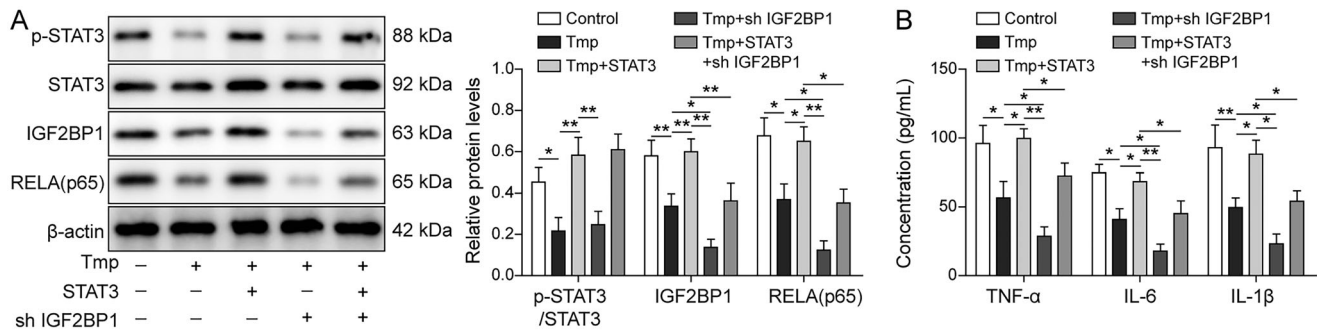 A
p-STAT3 88 kDa
STAT3 92 kDa
IGF2BP1 63 kDa
RELA(p65) 65 kDa
β-actin 42 kDa
Tmp – + + + +
STAT3 – – + – +
sh IGF2BP1 – – – + +
Control
Tmp
Tmp+STAT3
Tmp+sh IGF2BP1
Tmp+STAT3
+sh IGF2BP1
Relative protein levels
1.0
0.8
0.6
0.4
0.2
0.0
* ** **
** ** ** * **
* * ** * *
p-STAT3
/STAT3
IGF2BP1
RELA(p65)
B
Control
Tmp
Tmp+STAT3
Tmp+sh IGF2BP1
Tmp+STAT3
+sh IGF2BP1
Concentration (pg/mL)
150
100
50
0
* * ** * *
* * ** * *
** * * * *
TNF-α
IL-6
IL-1β